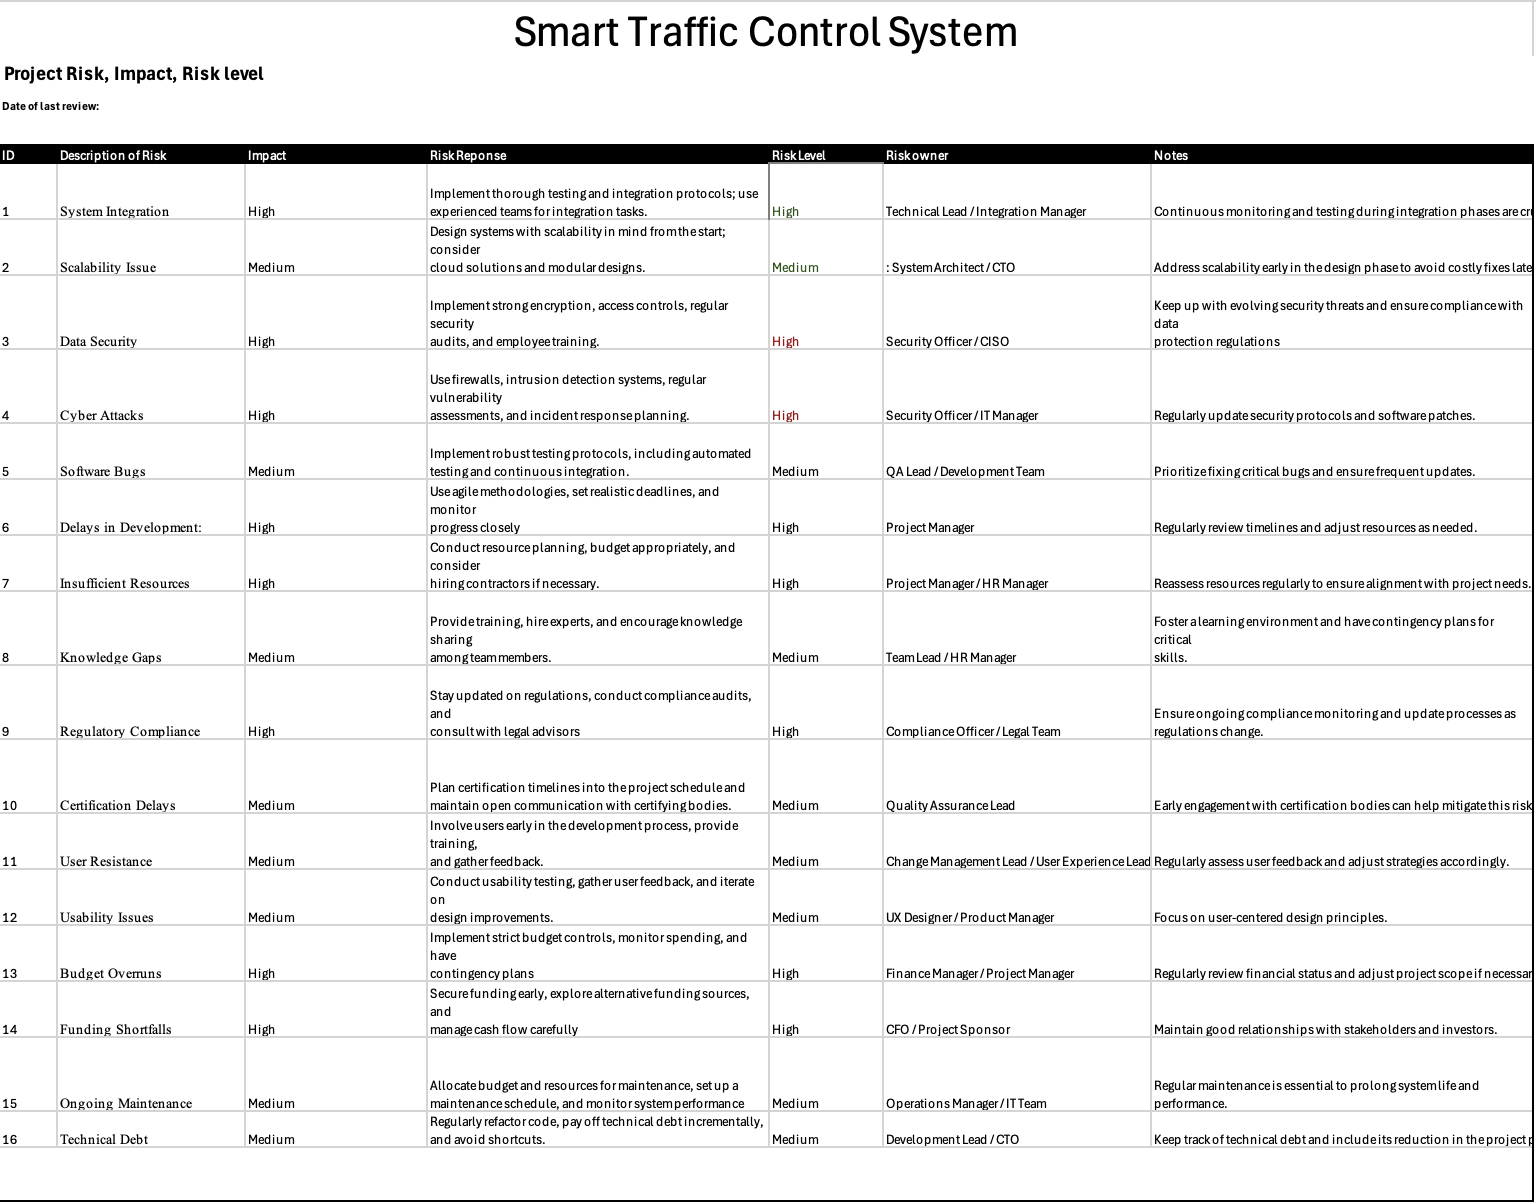 Smart Traffic Control System
Project Risk, Impact, Risk level
Date of last review:
ID Description of Risk Impact Risk Reponse Risk Level Risk owner Notes
Implement thorough testing and integration protocols; use
1 System Integration High experienced teams for integration tasks. High Technical Lead / Integration Manager Continuous monitoring and testing during integration phases are
Design systems with scalability in mind from the start;
consider
2 Scalability Issue Medium cloud solutions and modular designs. Medium : System Architect / CTO Address scalability early in the design phase to avoid costly fixes late
Implement strong encryption, access controls, regular Keep up with evolving security threats and ensure compliance with
security data
3 Data Security High audits, and employee training. High Security Officer / CISO protection regulations
Use firewalls, intrusion detection systems, regular
vulnerability
4 Cyber Attacks High assessments, and incident response planning. High Security Officer / IT Manager Regularly update security protocols and software patches.
Implement robust testing protocols, including automated
5 Software Bugs Medium testing and continuous integration. Medium QA Lead / Development Team Prioritize fixing critical bugs and ensure frequent updates.
Use agile methodologies, set realistic deadlines, and
monitor
6 Delays in Development: High progress closely High Project Manager Regularly review timelines and adjust resources as needed.
Conduct resource planning, budget appropriately, and
consider
7 Insufficient Resources High hiring contractors if necessary. High Project Manager / HR Manager Reassess resources regularly to ensure alignment with project needs.
Provide training, hire experts, and encourage knowledge Foster a learning environment and have contingency plans for
sharing critical
8 Knowledge Gaps Medium among team members. Medium Team Lead / HR Manager skills.
Stay updated on regulations, conduct compliance audits,
and Ensure ongoing compliance monitoring and update processes as
9 Regulatory Compliance High consult with legal advisors High Compliance Officer / Legal Team regulations change.
Plan certification timelines into the project schedule and
10 Certification Delays Medium maintain open communication with certifying bodies. Medium Quality Assurance Lead Early engagement with certification bodies can help mitigate this risk
Involve users early in the development process, provide
training,
11 User Resistance Medium and gather feedback. Medium Change Management Lead / User Experience Lead Regularly assess user feedback and adjust strategies accordingly.
Conduct usability testing, gather user feedback, and iterate
on
12 Usability Issues Medium design improvements. Medium UX Designer / Product Manager Focus on user-centered design principles.
Implement strict budget controls, monitor spending, and
have
13 Budget Overruns High contingency plans High Finance Manager / Project Manager Regularly review financial status and adjust project scope if necessar
Secure funding early, explore alternative funding sources,
and
14 Funding Shortfalls High manage cash flow carefully High CFO / Project Sponsor Maintain good relationships with stakeholders and investors.
Allocate budget and resources for maintenance, set up a Regular maintenance is essential to prolong system life and
15 Ongoing Maintenance Medium maintenance schedule, and monitor system performance Medium Operations Manager / IT Team performance.
Regularly refactor code, pay off technical debt incrementally,
16 Technical Debt Medium and avoid shortcuts. Medium Development Lead / CTO Keep track of technical debt and include its reduction in the project